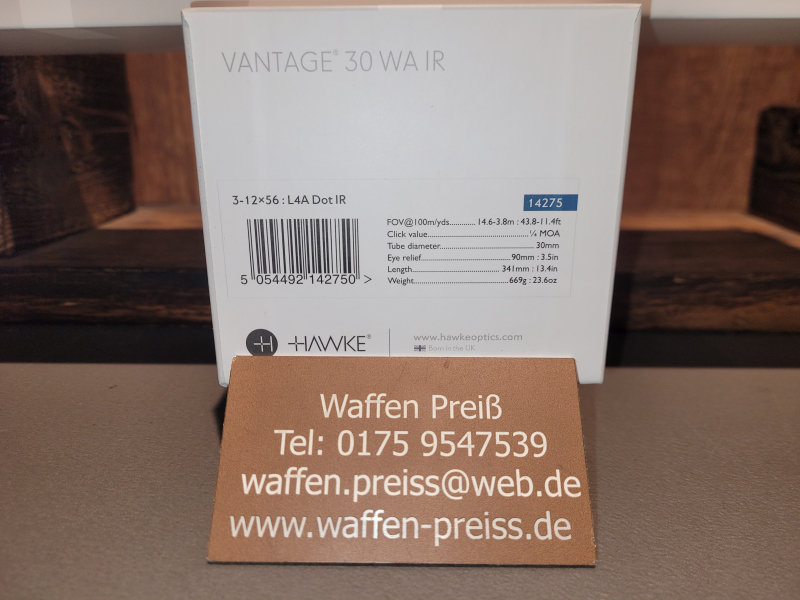 VANTAGE® 30 WA IR
3-12×56 : L4A Dot IR
14275
FOV@100m/yds............ 14.6-3.8m : 43.8-11.4ft
Click value............................................¼ MOA
Tube diameter.........................................30mm
Eye relief....................................90mm : 3.5in
Length....................................341mm : 13.4in
Weight......................................669g : 23.6oz
5 054492 142750 >
HAWKE®
www.hawkeoptics.com
Born in the UK
Waffen Preiß
Tel: 0175 9547539
waffen.preiss@web.de
www.waffen-preiss.de